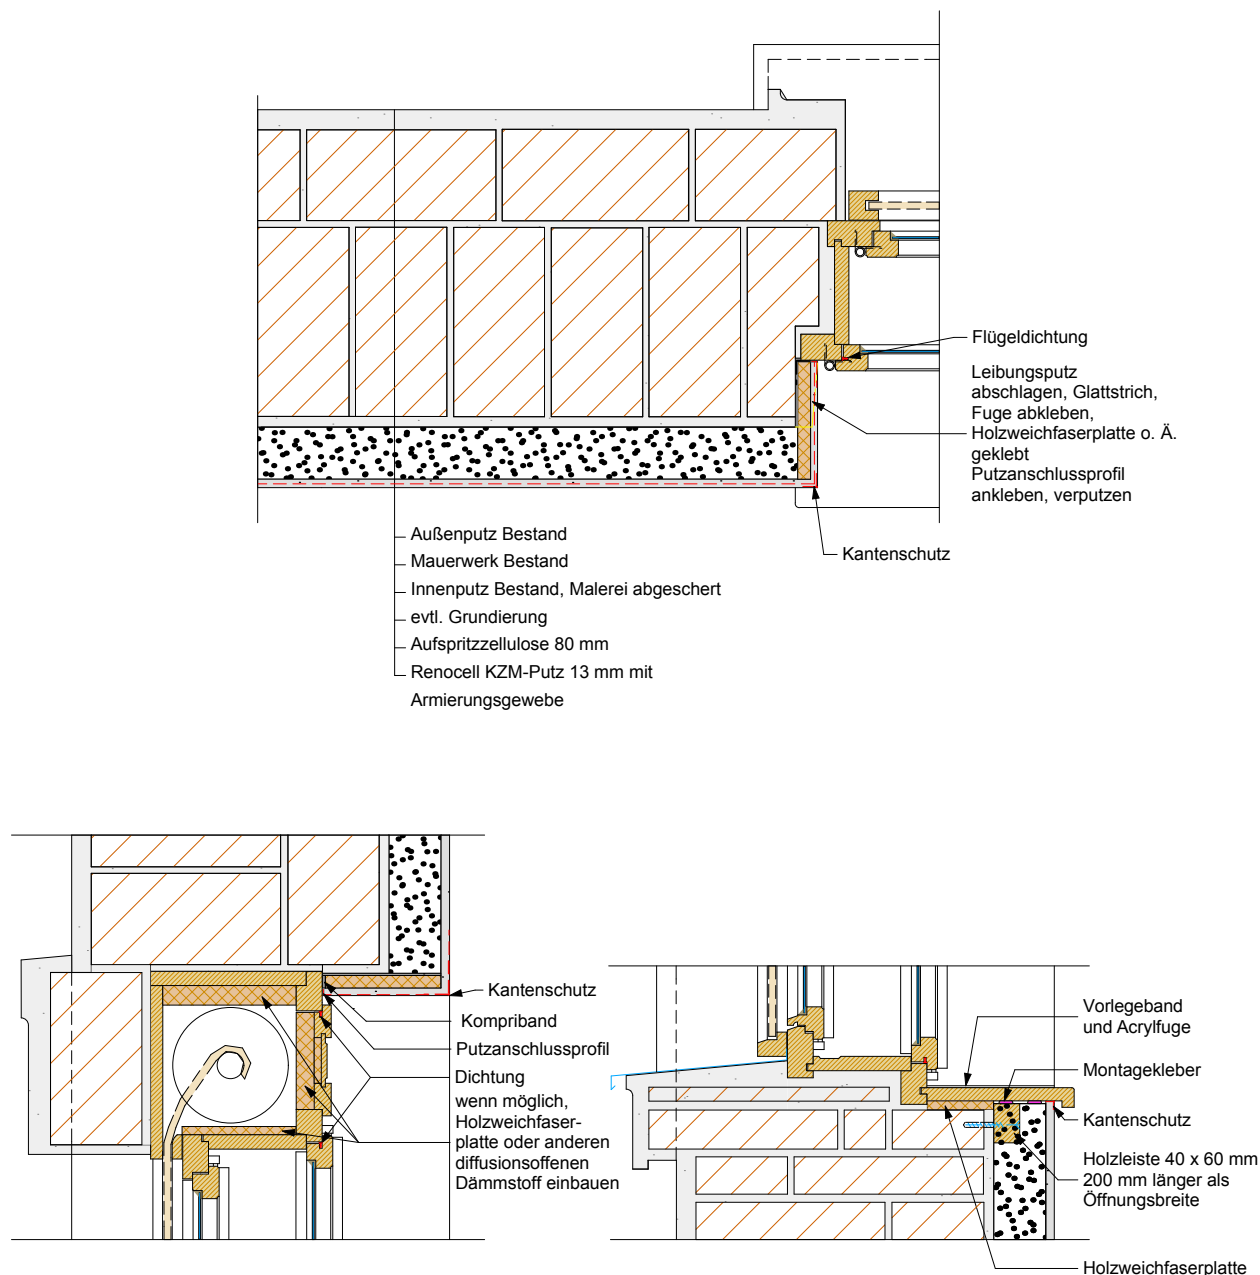 Flügeldichtung
Leibungsputz
abschlagen, Glattstrich,
Fuge abkleben,
Holzweichfaserplatte o. Ä.
geklebt
Putzanschlussprofil
ankleben, verputzen
Kantenschutz
Außenputz Bestand
Mauerwerk Bestand
Innenputz Bestand, Malerei abgeschert
evtl. Grundierung
Aufspritzzellulose 80 mm
Renocell KZM-Putz 13 mm mit
Armierungsgewebe
Kantenschutz
Kompriband
Putzanschlussprofil
Dichtung
wenn möglich,
Holzweichfaser-
platte oder anderen
diffusionsoffenen
Dämmstoff einbauen
Vorlegeband
und Acrylfuge
Montagekleber
Kantenschutz
Holzleiste 40 x 60 mm
200 mm länger als
Öffnungsbreite
Holzweichfaserplatte